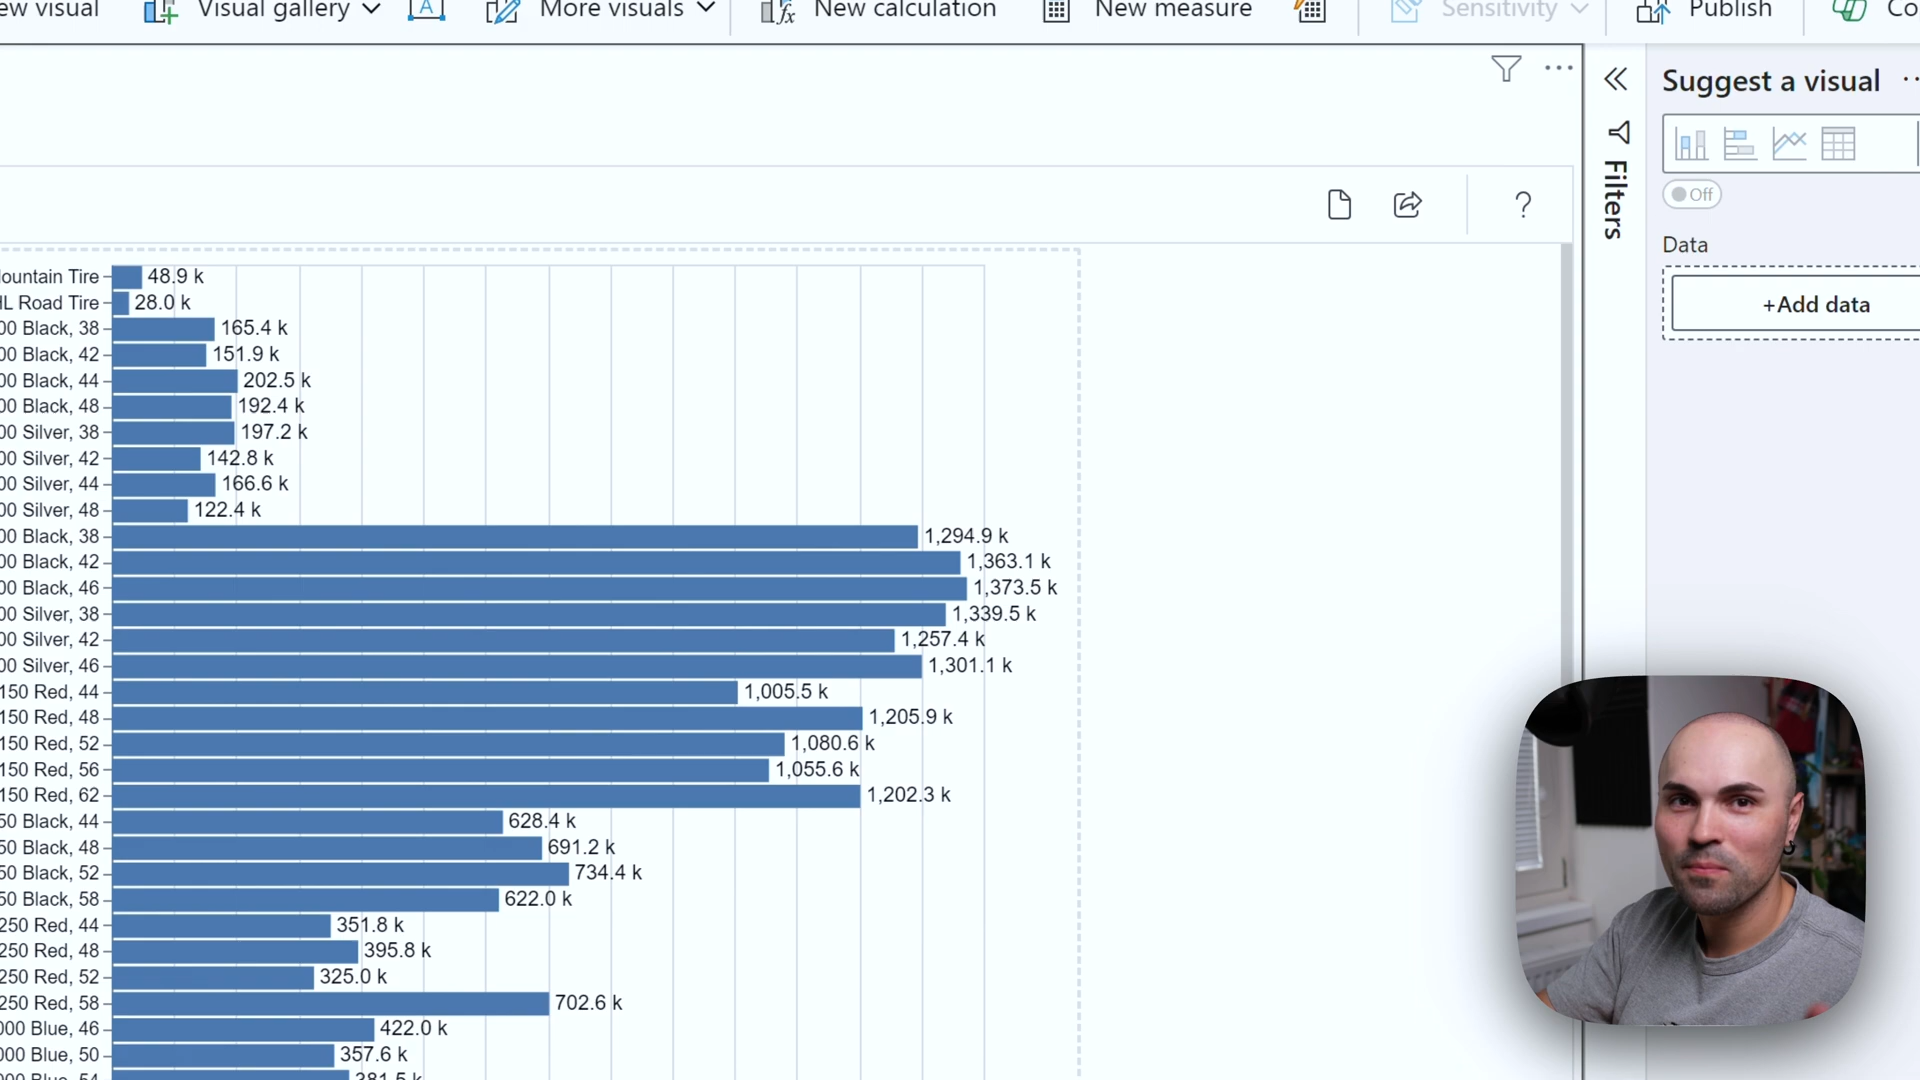 ew visual Visual gallery A More visuals fx New calculation New measure Sensitivity Publish Co
Suggest a visual
Filters
?
Off
Data
+Add data
ountain Tire 48.9 k
HL Road Tire 28.0 k
00 Black, 38 165.4 k
00 Black, 42 151.9 k
00 Black, 44 202.5 k
00 Black, 48 192.4 k
00 Silver, 38 197.2 k
00 Silver, 42 142.8 k
00 Silver, 44 166.6 k
00 Silver, 48 122.4 k
00 Black, 38 1,294.9 k
00 Black, 42 1,363.1 k
00 Black, 46 1,373.5 k
00 Silver, 38 1,339.5 k
00 Silver, 42 1,257.4 k
00 Silver, 46 1,301.1 k
150 Red, 44 1,005.5 k
150 Red, 48 1,205.9 k
150 Red, 52 1,080.6 k
150 Red, 56 1,055.6 k
150 Red, 62 1,202.3 k
50 Black, 44 628.4 k
50 Black, 48 691.2 k
50 Black, 52 734.4 k
50 Black, 58 622.0 k
250 Red, 44 351.8 k
250 Red, 48 395.8 k
250 Red, 52 325.0 k
250 Red, 58 702.6 k
000 Blue, 46 422.0 k
000 Blue, 50 357.6 k
000 Blue, 54 381.5 k